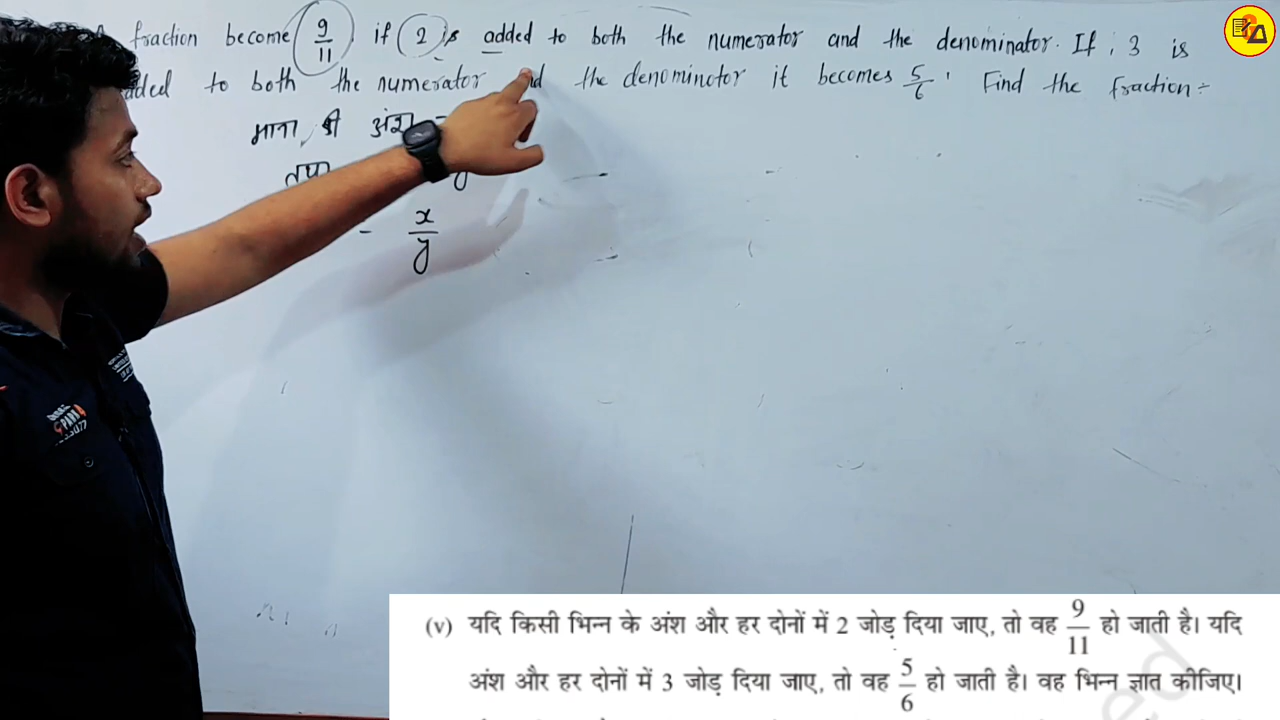 fraction become 9/11 if 2 is added to both the numerator and the denominator. If, 3 is
added to both the numerator and the denominator it becomes 5/6. Find the fraction:-
माना की अंश =
तथा y
= x/y
(v) यदि किसी भिन्न के अंश और हर दोनों में 2 जोड़ दिया जाए, तो वह 9/11 हो जाती है। यदि
अंश और हर दोनों में 3 जोड़ दिया जाए, तो वह 5/6 हो जाती है। वह भिन्न ज्ञात कीजिए।